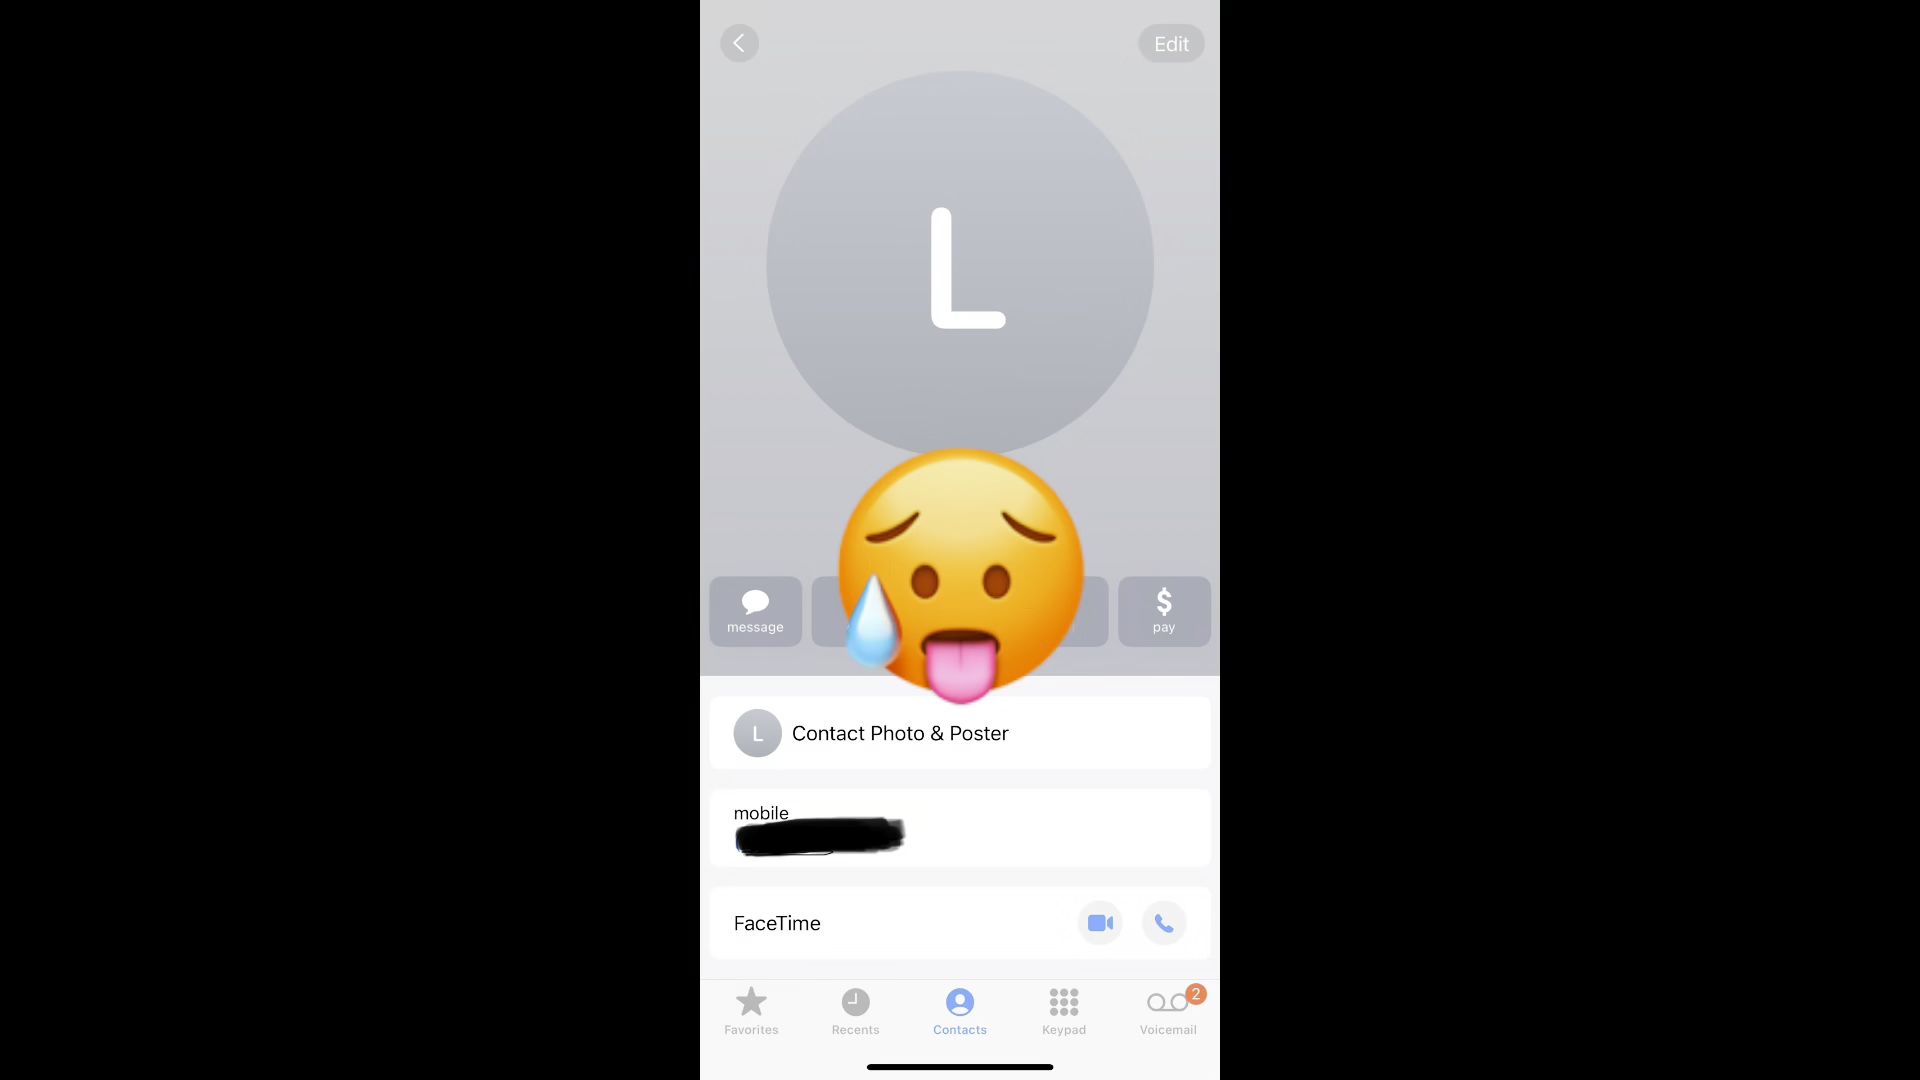 Edit
L
message
$
pay
L Contact Photo & Poster
mobile
FaceTime
2
Favorites Recents Contacts Keypad Voicemail